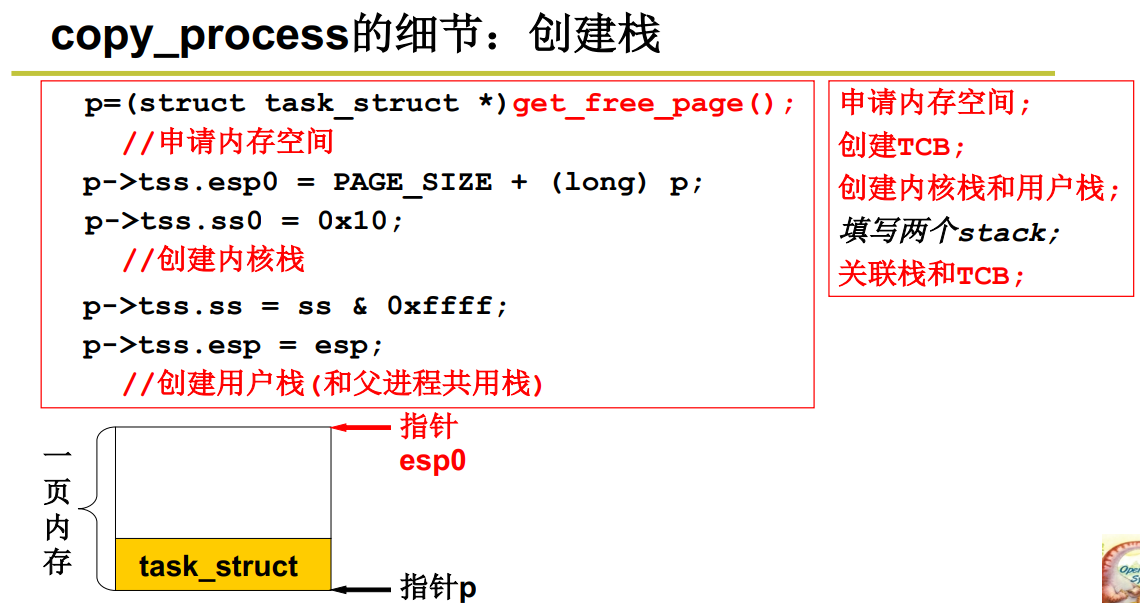 copy_process的细节：创建栈
p=(struct task_struct *)get_free_page();
//申请内存空间
p->tss.esp0 = PAGE_SIZE + (long) p;
p->tss.ss0 = 0x10;
//创建内核栈
p->tss.ss = ss & 0xffff;
p->tss.esp = esp;
//创建用户栈(和父进程共用栈)
申请内存空间;
创建TCB;
创建内核栈和用户栈;
填写两个stack;
关联栈和TCB;
一页内存
指针
esp0
task_struct
指针p